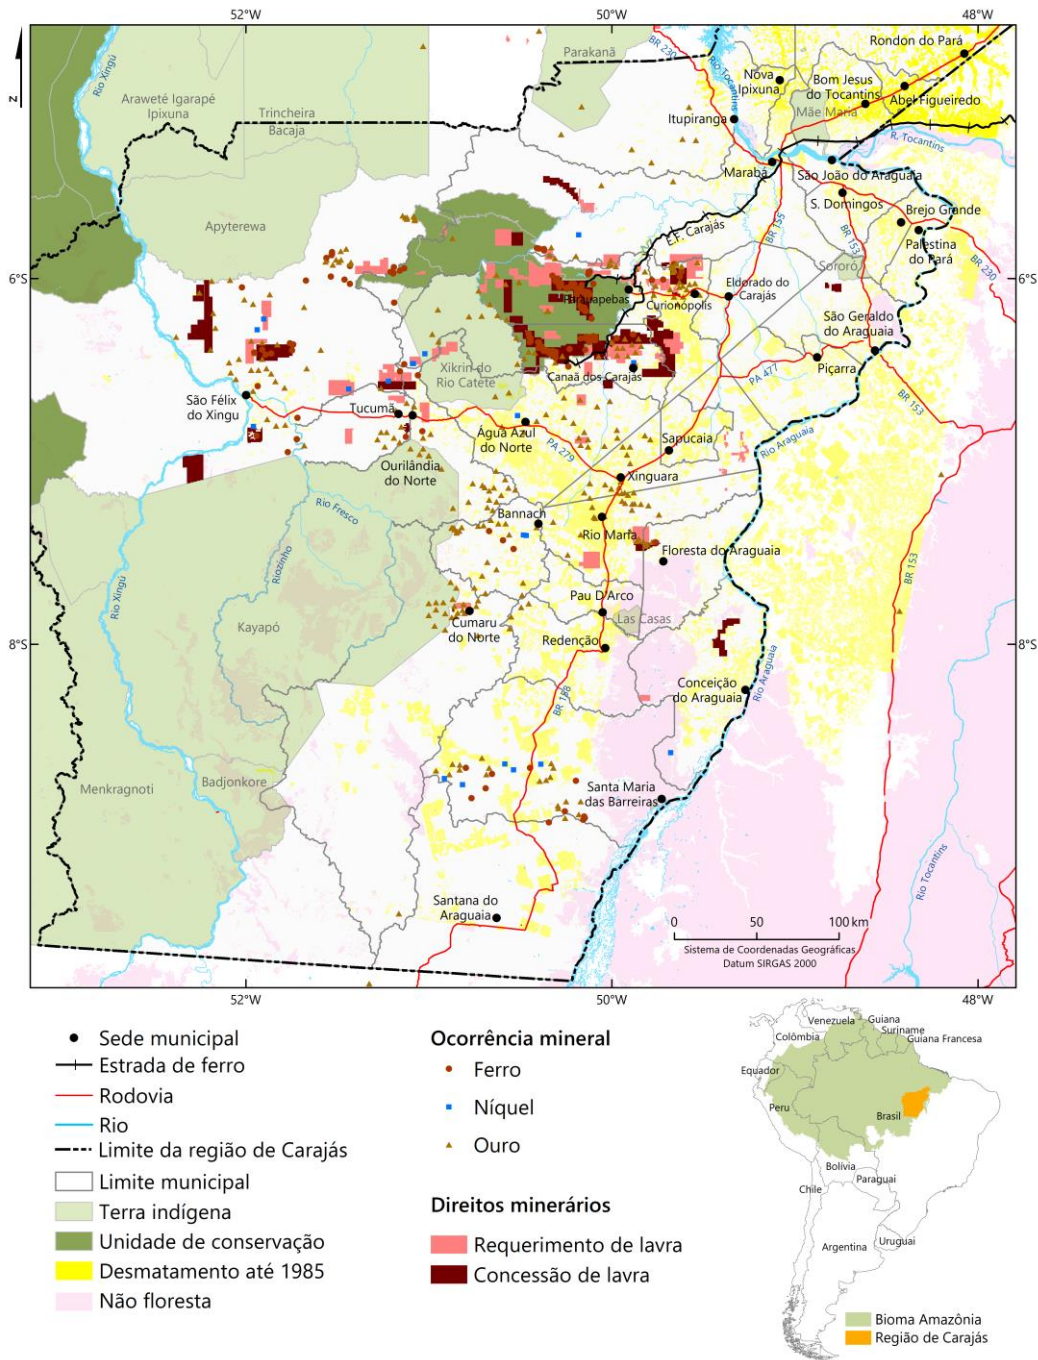 52°W
50°W
48°W
N
Rio Xingú
Araweté Igarapé
Ipixuna
Trincheira
Bacaja
Parakanã
BR 230
Rio Tocantins
Rondon do Pará
Nova
Ipixuna
Bom Jesus
do Tocantins
Abel Figueiredo
Mãe Maria
Itupiranga
R. Tocantins
Marabá
São João do Araguaia
S. Domingos
Brejo Grande
Palestina
do Pará
BR 230
Apyterewa
E.F. Carajás
BR 155
BR 153
Sororó
6°S
6°S
Parauapebas
Curionópolis
Eldorado do
Carajás
São Geraldo
do Araguaia
Xikrin do
Rio Catete
Canaã dos Carajás
Piçarra
PA 477
BR 153
São Félix
do Xingu
Tucumã
Água Azul
do Norte
PA 279
Sapucaia
Rio Araguaia
Ourilândia
do Norte
Xinguara
Rio Fresco
Bannach
Rio Maria
Floresta do Araguaia
Riozinho
BR 153
Rio Xingú
Pau D'Arco
Las Casas
Kayapó
Cumaru
do Norte
Redenção
8°S
8°S
Conceição
do Araguaia
Rio Araguaia
BR 158
Menkragnoti
Badjonkore
Santa Maria
das Barreiras
Rio Tocantins
Santana do
Araguaia
0
50
100 km
Sistema de Coordenadas Geográficas
Datum SIRGAS 2000
52°W
50°W
48°W
Sede municipal
Estrada de ferro
Rodovia
Rio
Limite da região de Carajás
Limite municipal
Terra indígena
Unidade de conservação
Desmatamento até 1985
Não floresta
Ocorrência mineral
Ferro
Níquel
Ouro
Direitos minerários
Requerimento de lavra
Concessão de lavra
Venezuela
Guiana
Suriname
Guiana Francesa
Colômbia
Equador
Peru
Brasil
Bolívia
Paraguai
Chile
Argentina
Uruguai
Bioma Amazônia
Região de Carajás